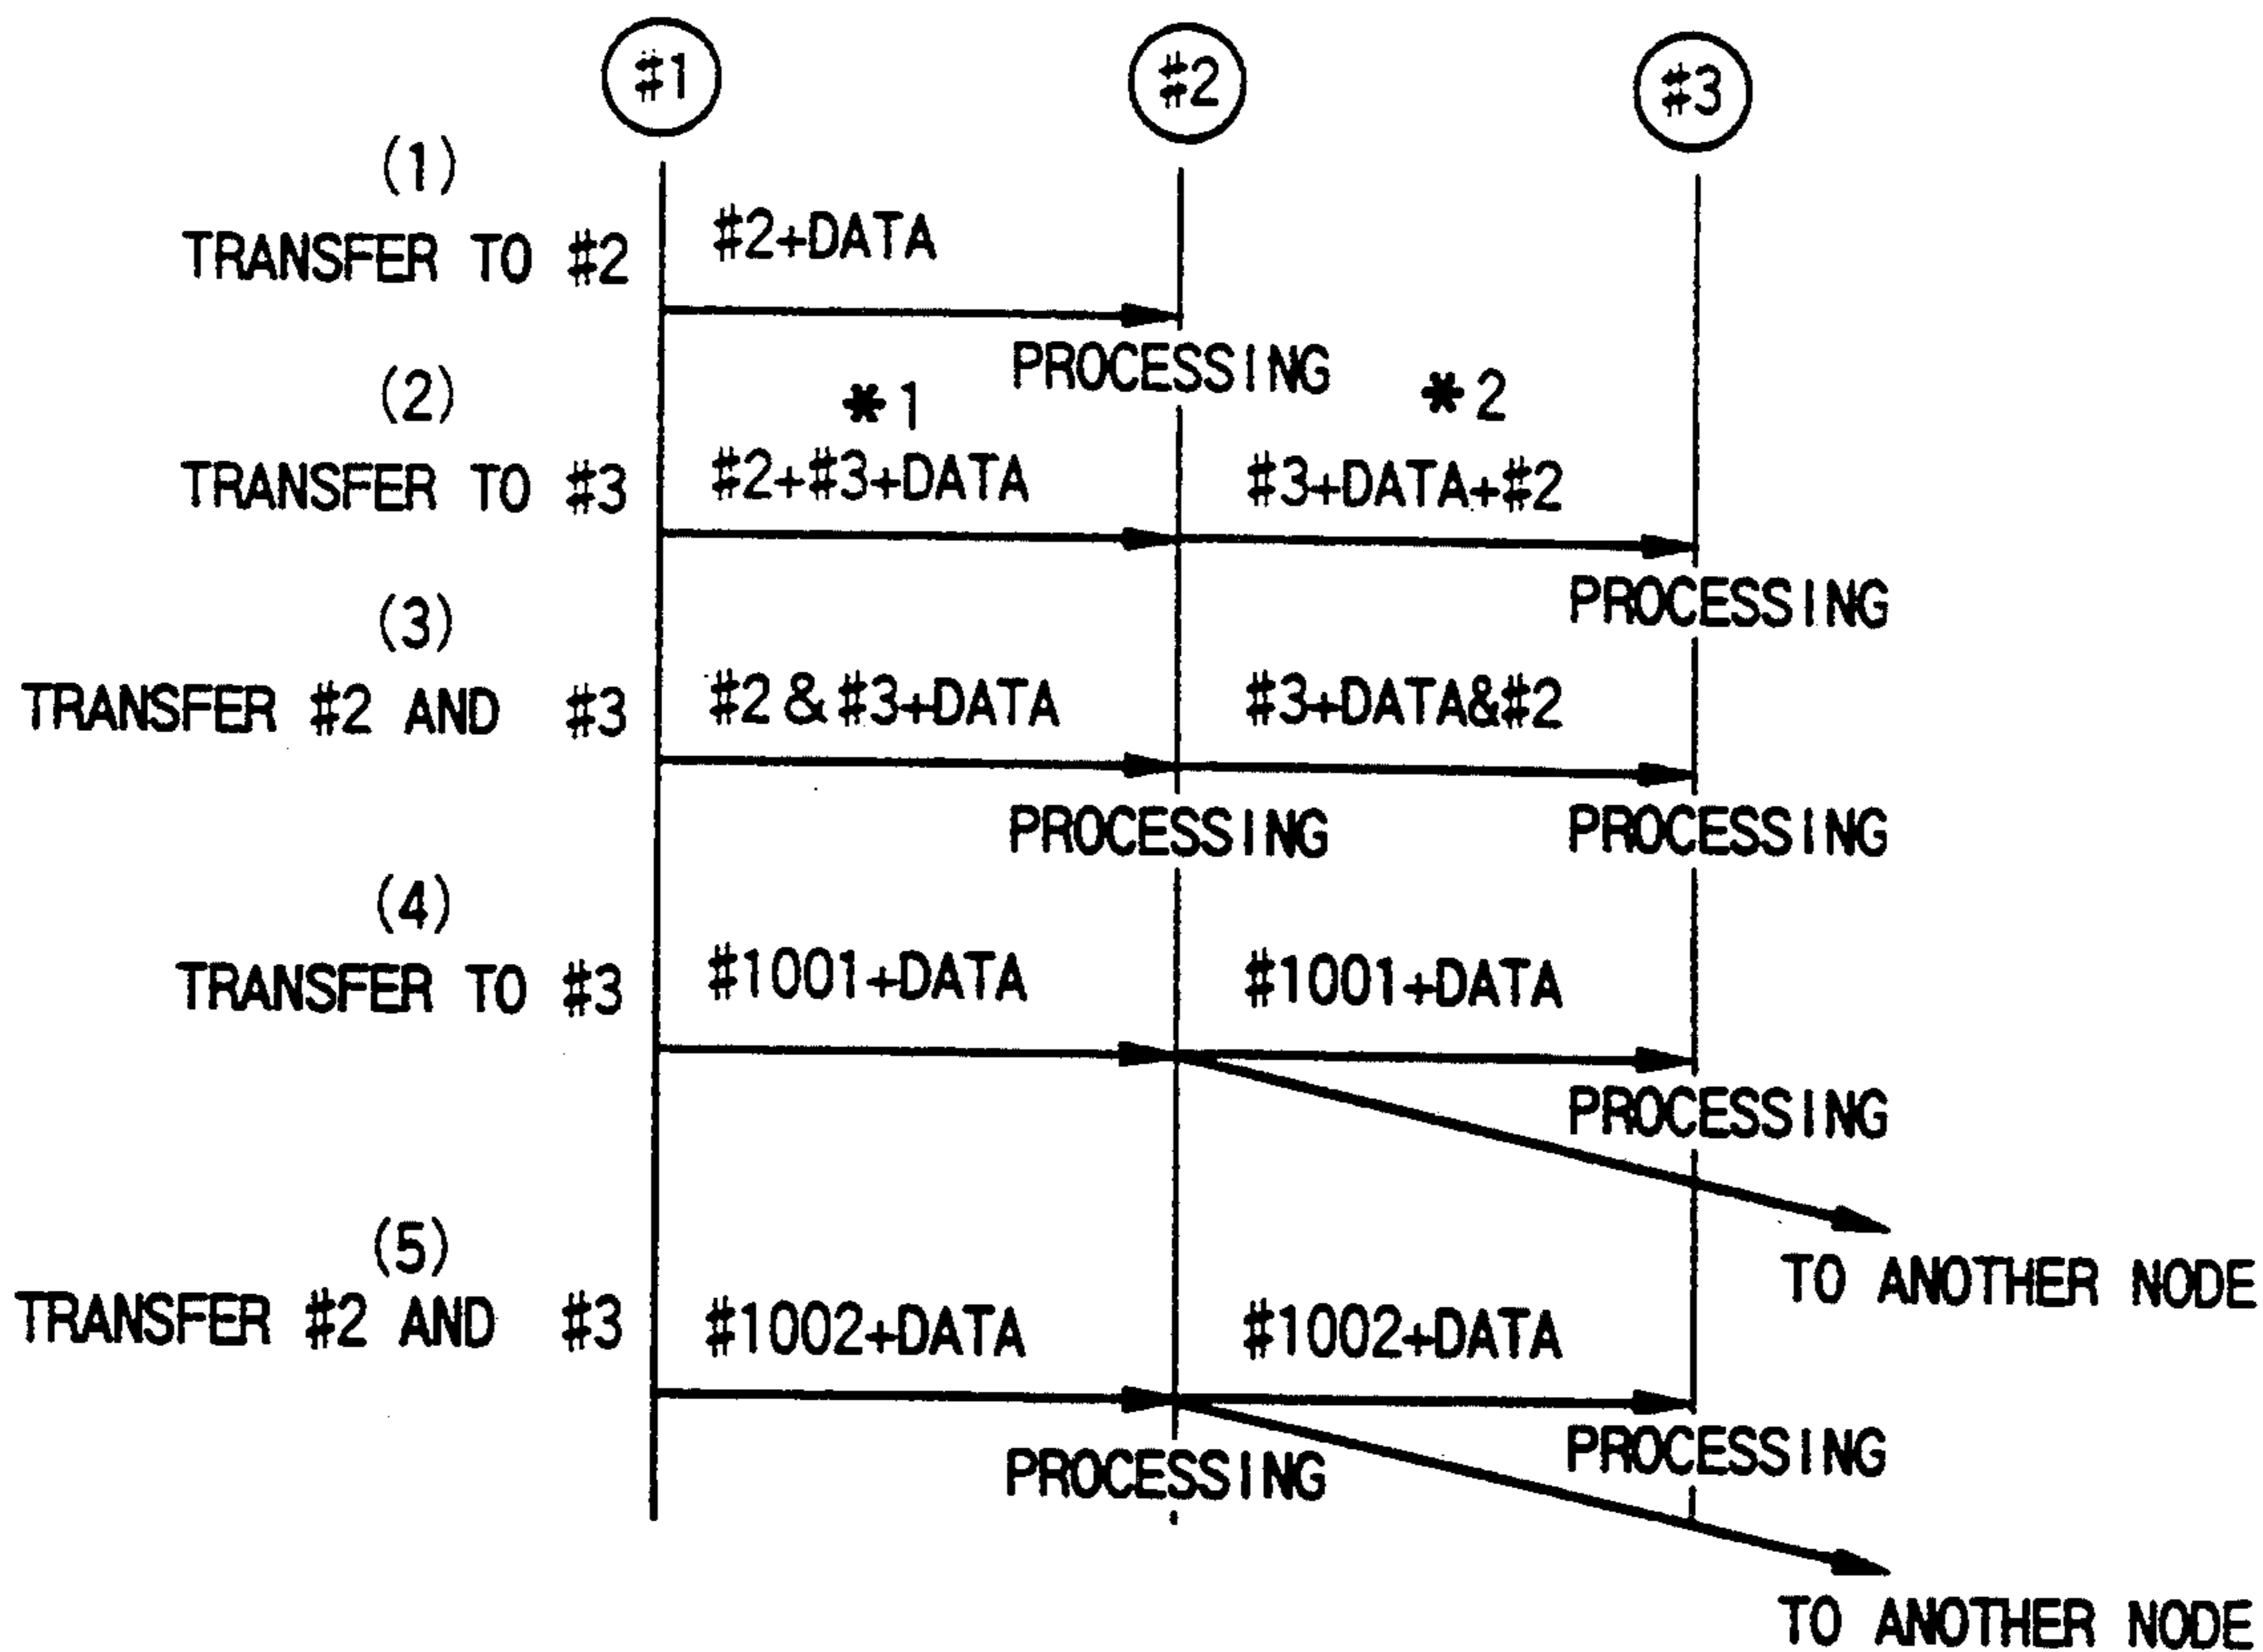 #1 #2 #3
(1)
TRANSFER TO #2 #2+DATA
PROCESSING
(2) *1 *2
TRANSFER TO #3 #2+#3+DATA #3+DATA+#2
PROCESSING
(3)
TRANSFER #2 AND #3 #2&#3+DATA #3+DATA&#2
PROCESSING PROCESSING
(4)
TRANSFER TO #3 #1001+DATA #1001+DATA
PROCESSING
TO ANOTHER NODE
(5)
TRANSFER #2 AND #3 #1002+DATA #1002+DATA
PROCESSING PROCESSING
TO ANOTHER NODE